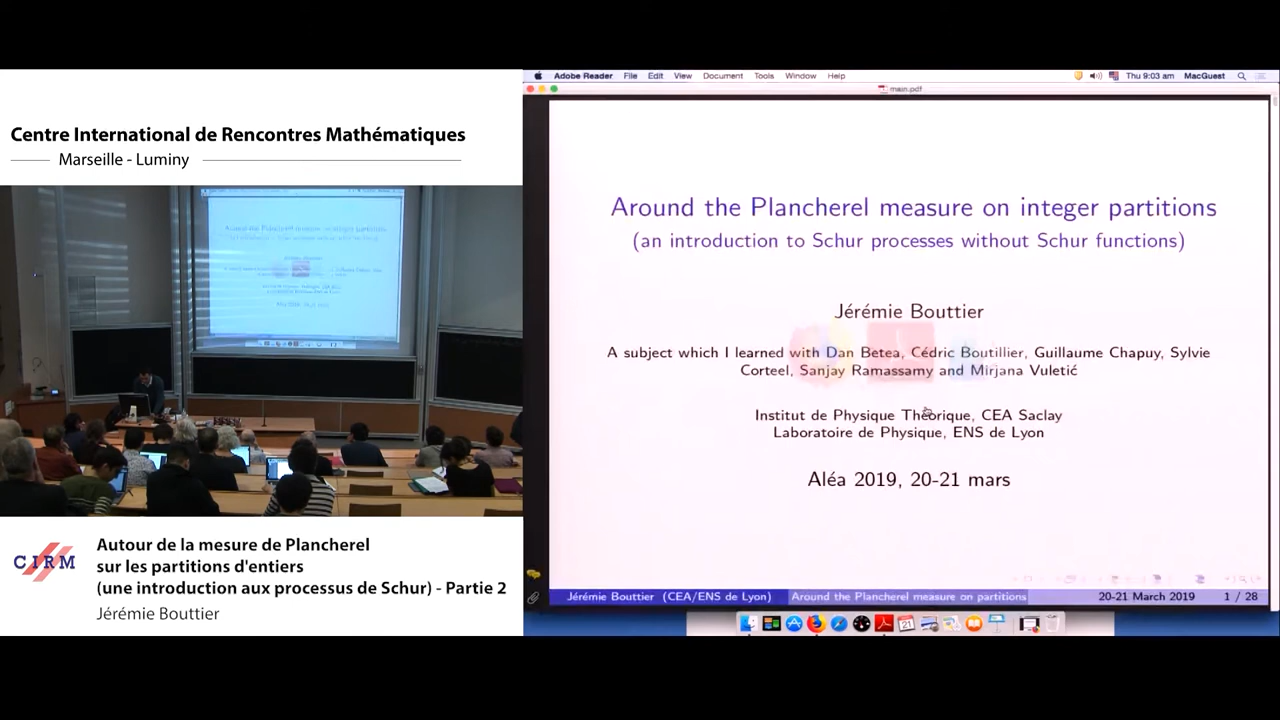 Centre International de Rencontres Mathématiques
Marseille - Luminy
Adobe Reader File Edit View Document Tools Window Help Thu 9:03 am MacGuest
main.pdf
Around the Plancherel measure on integer partitions
(an introduction to Schur processes without Schur functions)
Jérémie Bouttier
A subject which I learned with Dan Betea, Cédric Boutillier, Guillaume Chapuy, Sylvie
Corteel, Sanjay Ramassamy and Mirjana Vuletić
Institut de Physique Théorique, CEA Saclay
Laboratoire de Physique, ENS de Lyon
Aléa 2019, 20-21 mars
Jérémie Bouttier (CEA/ENS de Lyon) Around the Plancherel measure on partitions 20-21 March 2019 1 / 28
CIRM
Autour de la mesure de Plancherel
sur les partitions d'entiers
(une introduction aux processus de Schur) - Partie 2
Jérémie Bouttier